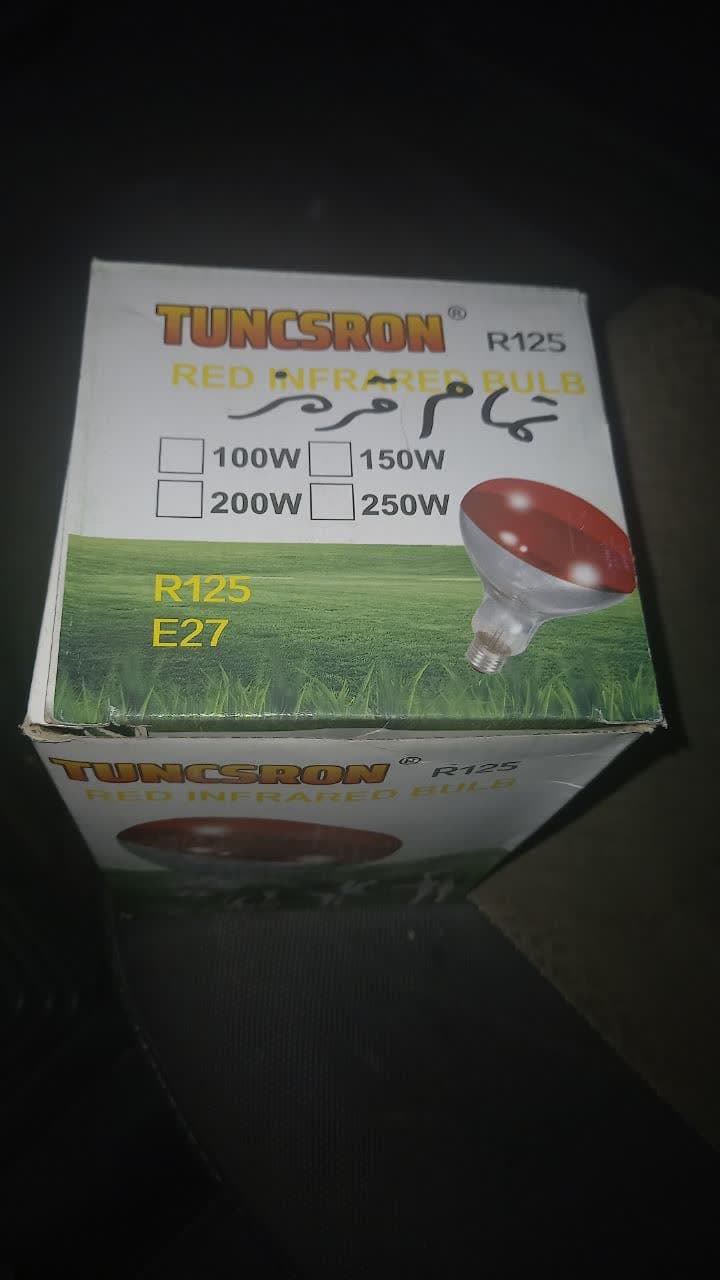 TUNCSRON® R125
RED INFRARED BULB
تمام قرمز
100W 150W
200W 250W
R125
E27
TUNCSRON® R125
RED INFRARED BULB